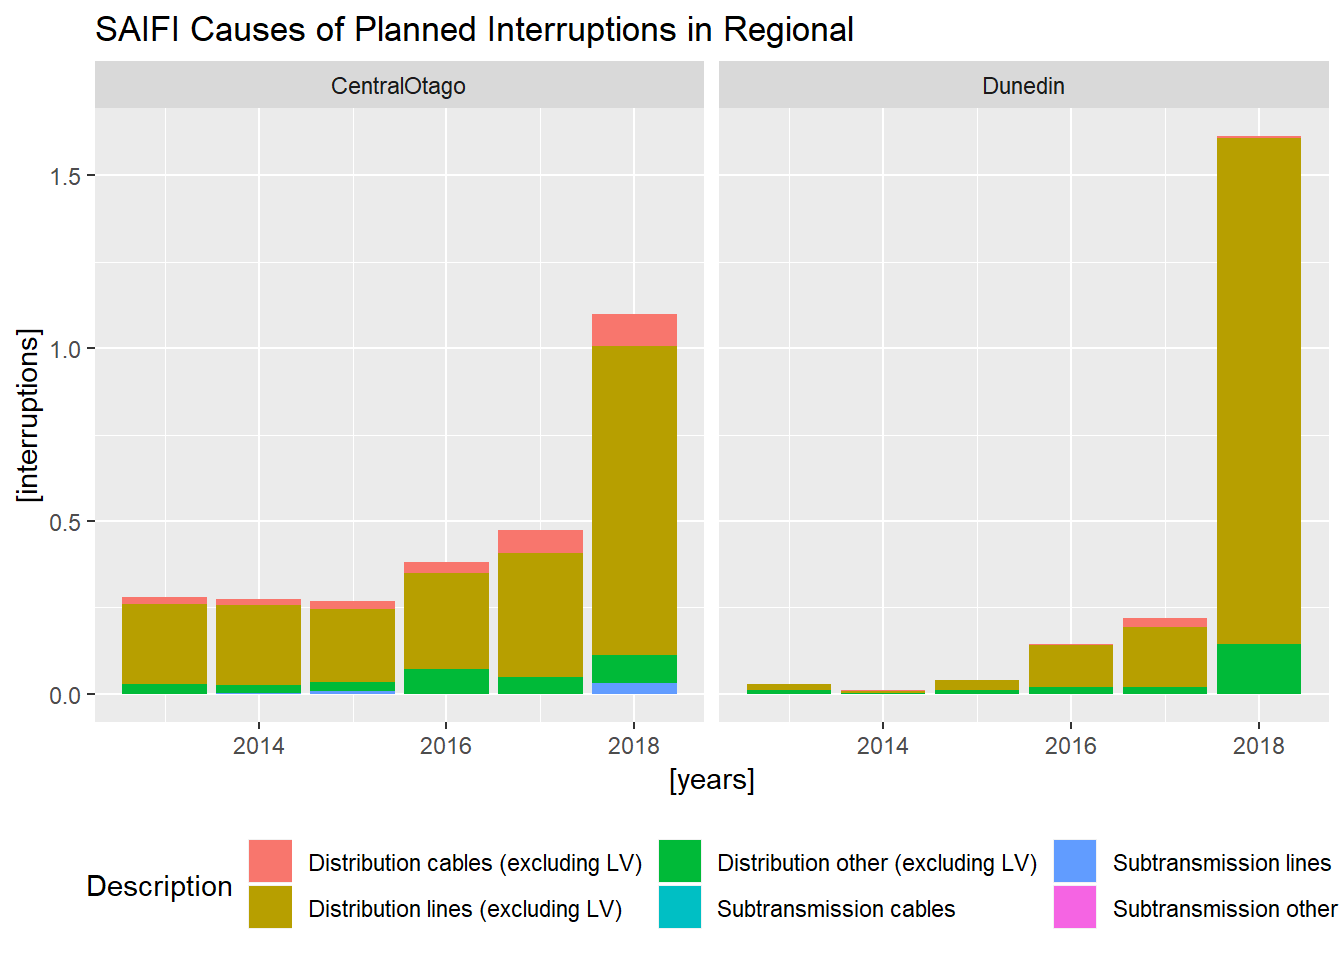 SAIFI Causes of Planned Interruptions in Regional
CentralOtago
Dunedin
1.5
1.0
0.5
0.0
[interruptions]
2014
2016
2018
2014
2016
2018
[years]
Description
Distribution cables (excluding LV)
Distribution lines (excluding LV)
Distribution other (excluding LV)
Subtransmission cables
Subtransmission lines
Subtransmission other